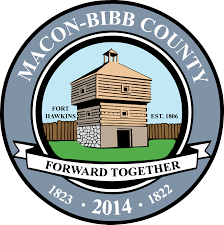 MACON-BIBB COUNTY
FORT
HAWKINS
EST. 1806
FORWARD TOGETHER
1823 • 2014 • 1822